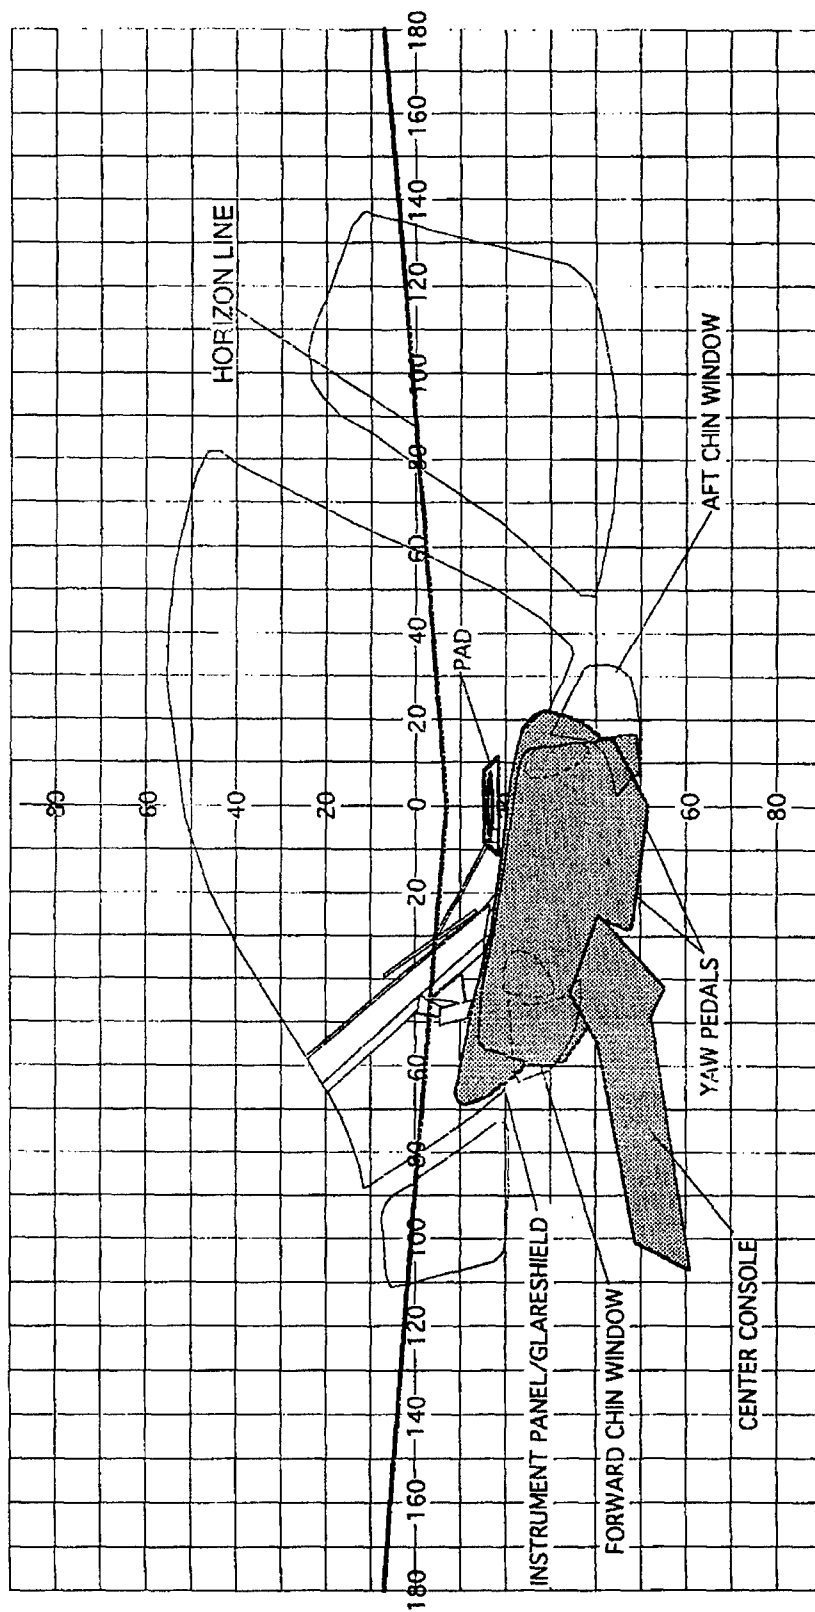 80
60
HORIZON LINE
40
20
180 160 140 120 100 80 60 20 0 20 40 60 80 100 120 140 160 180
PAD
INSTRUMENT PANEL/GLARESHIELD
FORWARD CHIN WINDOW
60
YAW PEDALS
AFT CHIN WINDOW
CENTER CONSOLE
80